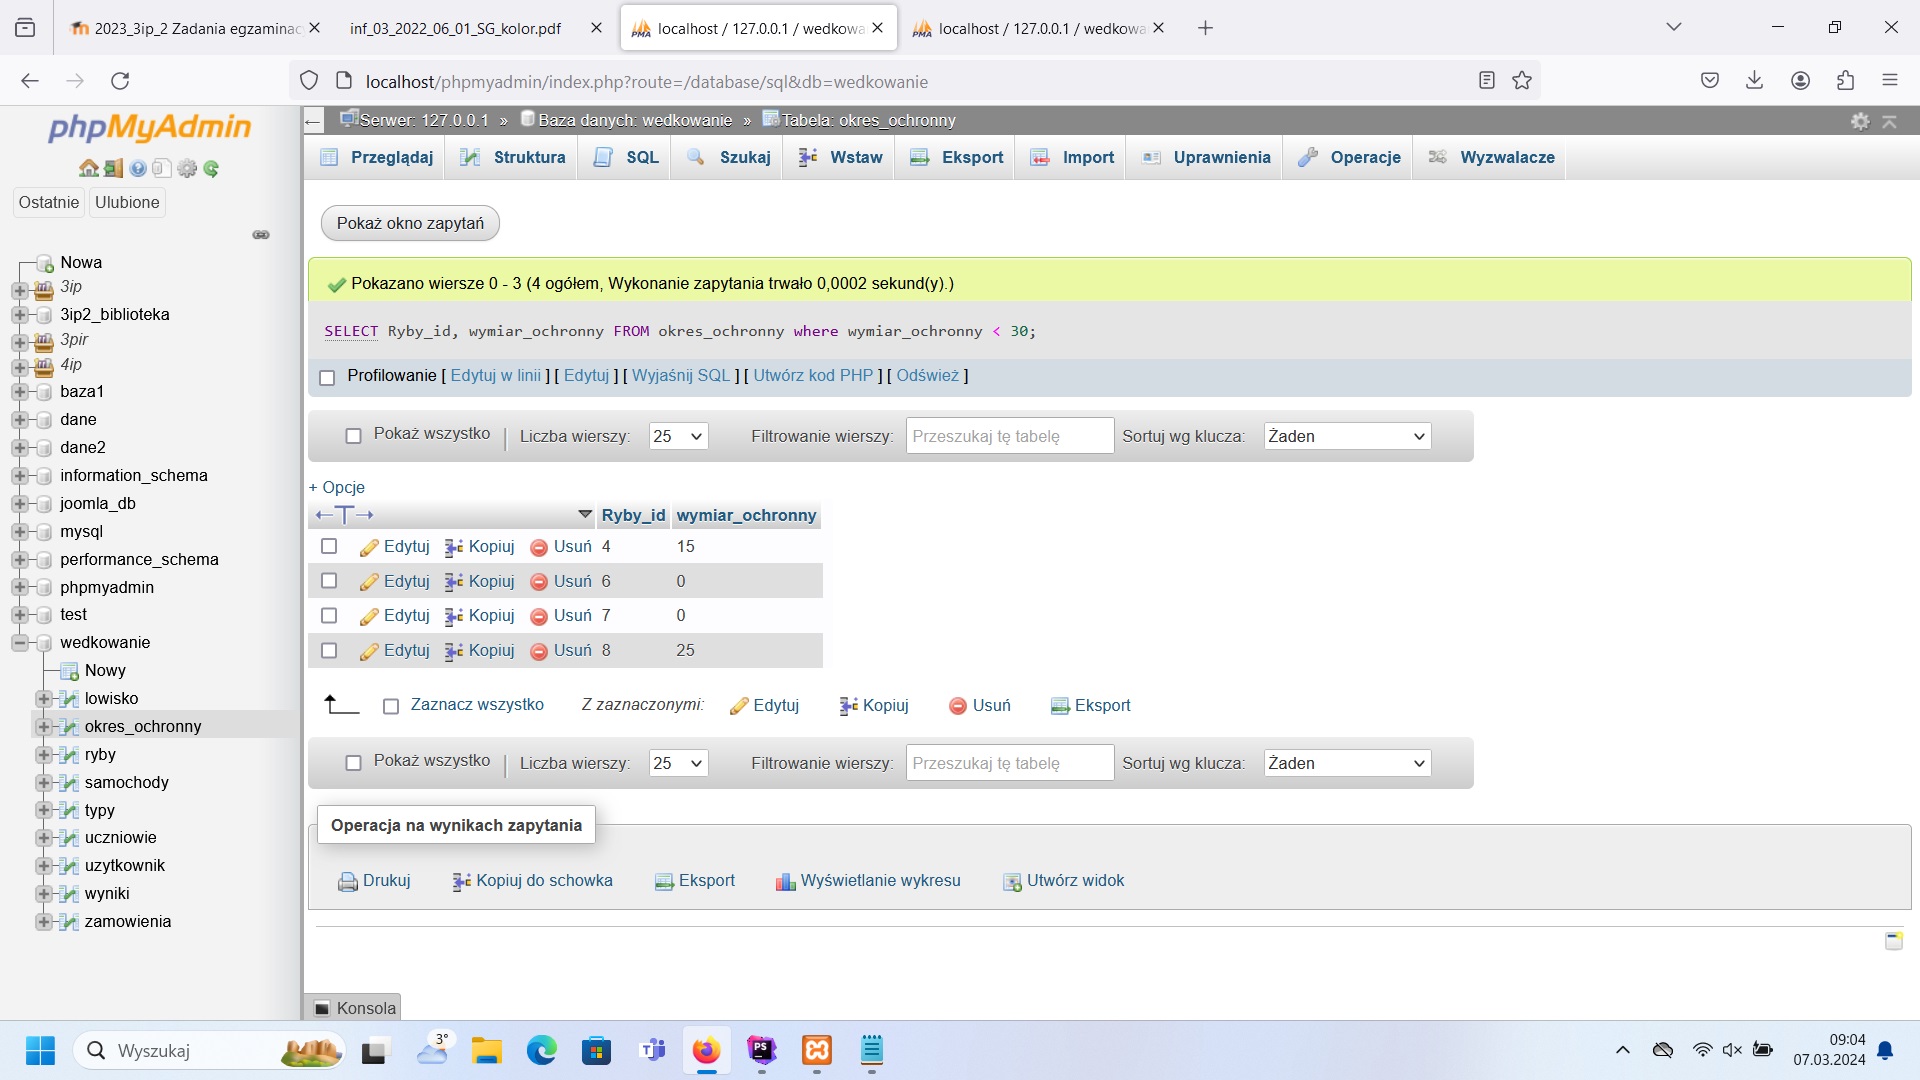 2023_3ip_2 Zadania egzaminac
inf_03_2022_06_01_SG_kolor.pdf
localhost / 127.0.0.1 / wedkowa
localhost / 127.0.0.1 / wedkowa
localhost/phpmyadmin/index.php?route=/database/sql&db=wedkowanie
phpMyAdmin
Ostatnie Ulubione
Nowa
3ip
3ip2_biblioteka
3pir
4ip
baza1
dane
dane2
information_schema
joomla_db
mysql
performance_schema
phpmyadmin
test
wedkowanie
Nowy
lowisko
okres_ochronny
ryby
samochody
typy
uczniowie
uzytkownik
wyniki
zamowienia
Serwer: 127.0.0.1 » Baza danych: wedkowanie » Tabela: okres_ochronny
Przeglądaj Struktura SQL Szukaj Wstaw Eksport Import Uprawnienia Operacje Wyzwalacze
Pokaż okno zapytań
Pokazano wiersze 0 - 3 (4 ogółem, Wykonanie zapytania trwało 0,0002 sekund(y).)
SELECT Ryby_id, wymiar_ochronny FROM okres_ochronny where wymiar_ochronny < 30;
Profilowanie [ Edytuj w linii ] [ Edytuj ] [ Wyjaśnij SQL ] [ Utwórz kod PHP ] [ Odśwież ]
Pokaż wszystko | Liczba wierszy: 25 Filtrowanie wierszy: Przeszukaj tę tabelę Sortuj wg klucza: Żaden
+ Opcje
←T→ Ryby_id wymiar_ochronny
Edytuj Kopiuj Usuń 4 15
Edytuj Kopiuj Usuń 6 0
Edytuj Kopiuj Usuń 7 0
Edytuj Kopiuj Usuń 8 25
Zaznacz wszystko Z zaznaczonymi: Edytuj Kopiuj Usuń Eksport
Pokaż wszystko | Liczba wierszy: 25 Filtrowanie wierszy: Przeszukaj tę tabelę Sortuj wg klucza: Żaden
Operacja na wynikach zapytania
Drukuj Kopiuj do schowka Eksport Wyświetlanie wykresu Utwórz widok
Konsola
Wyszukaj
3°
09:04
07.03.2024